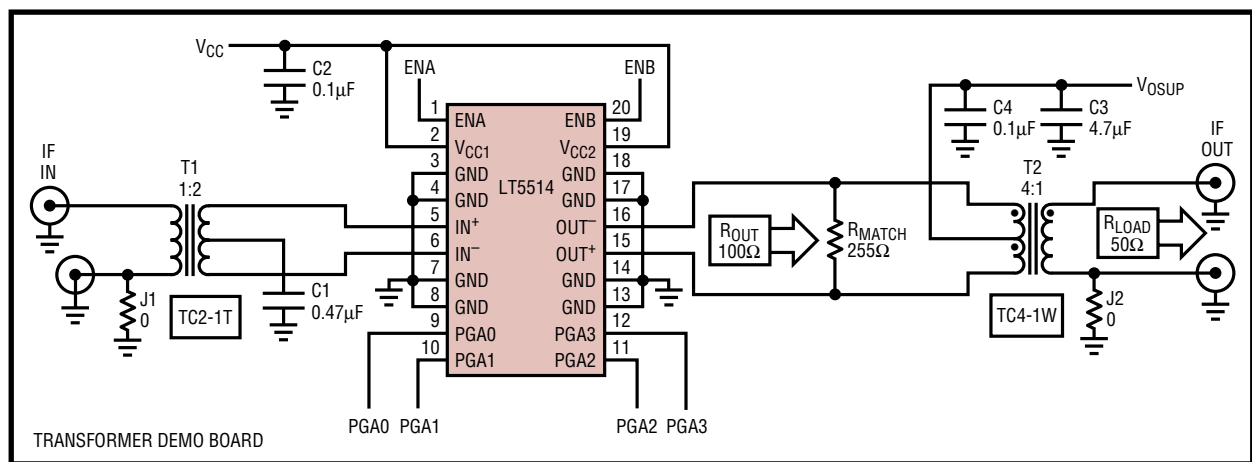 VCC
C2
0.1µF
ENA
ENB
VOSUP
C4
0.1µF
C3
4.7µF
IF
IN
T1
1:2
J1
0
TC2-1T
C1
0.47µF
LT5514
1
ENA
2
VCC1
3
GND
4
GND
5
IN+
6
IN–
7
GND
8
GND
9
PGA0
10
PGA1
20
ENB
19
VCC2
18
GND
17
GND
16
OUT–
15
OUT+
14
GND
13
GND
12
PGA3
11
PGA2
ROUT
100Ω
RMATCH
255Ω
T2
4:1
RLOAD
50Ω
IF
OUT
TC4-1W
J2
0
PGA0 PGA1
PGA2 PGA3
TRANSFORMER DEMO BOARD